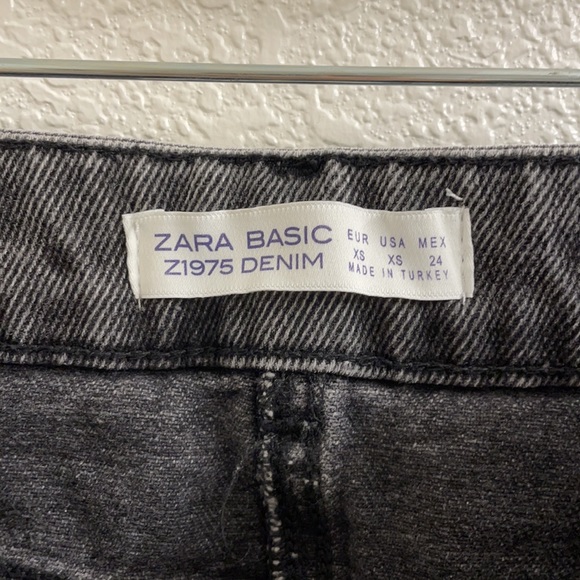 ZARA BASIC
Z1975 DENIM
EUR USA MEX
XS XS 24
MADE IN TURKEY